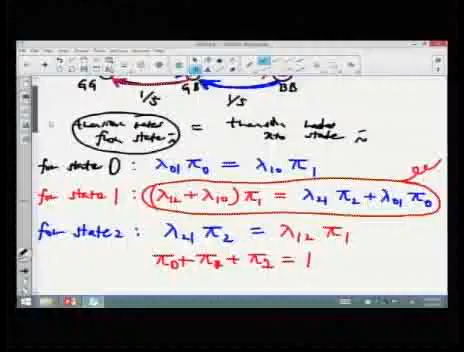 GG GB BB
1/5 1/5
transition rates = transition rates
from state n into state n
for state 0 : λ01 π0 = λ10 π1
for state 1 : (λ12 + λ10) π1 = λ21 π2 + λ01 π0
for state 2 : λ21 π2 = λ12 π1
π0 + π1 + π2 = 1